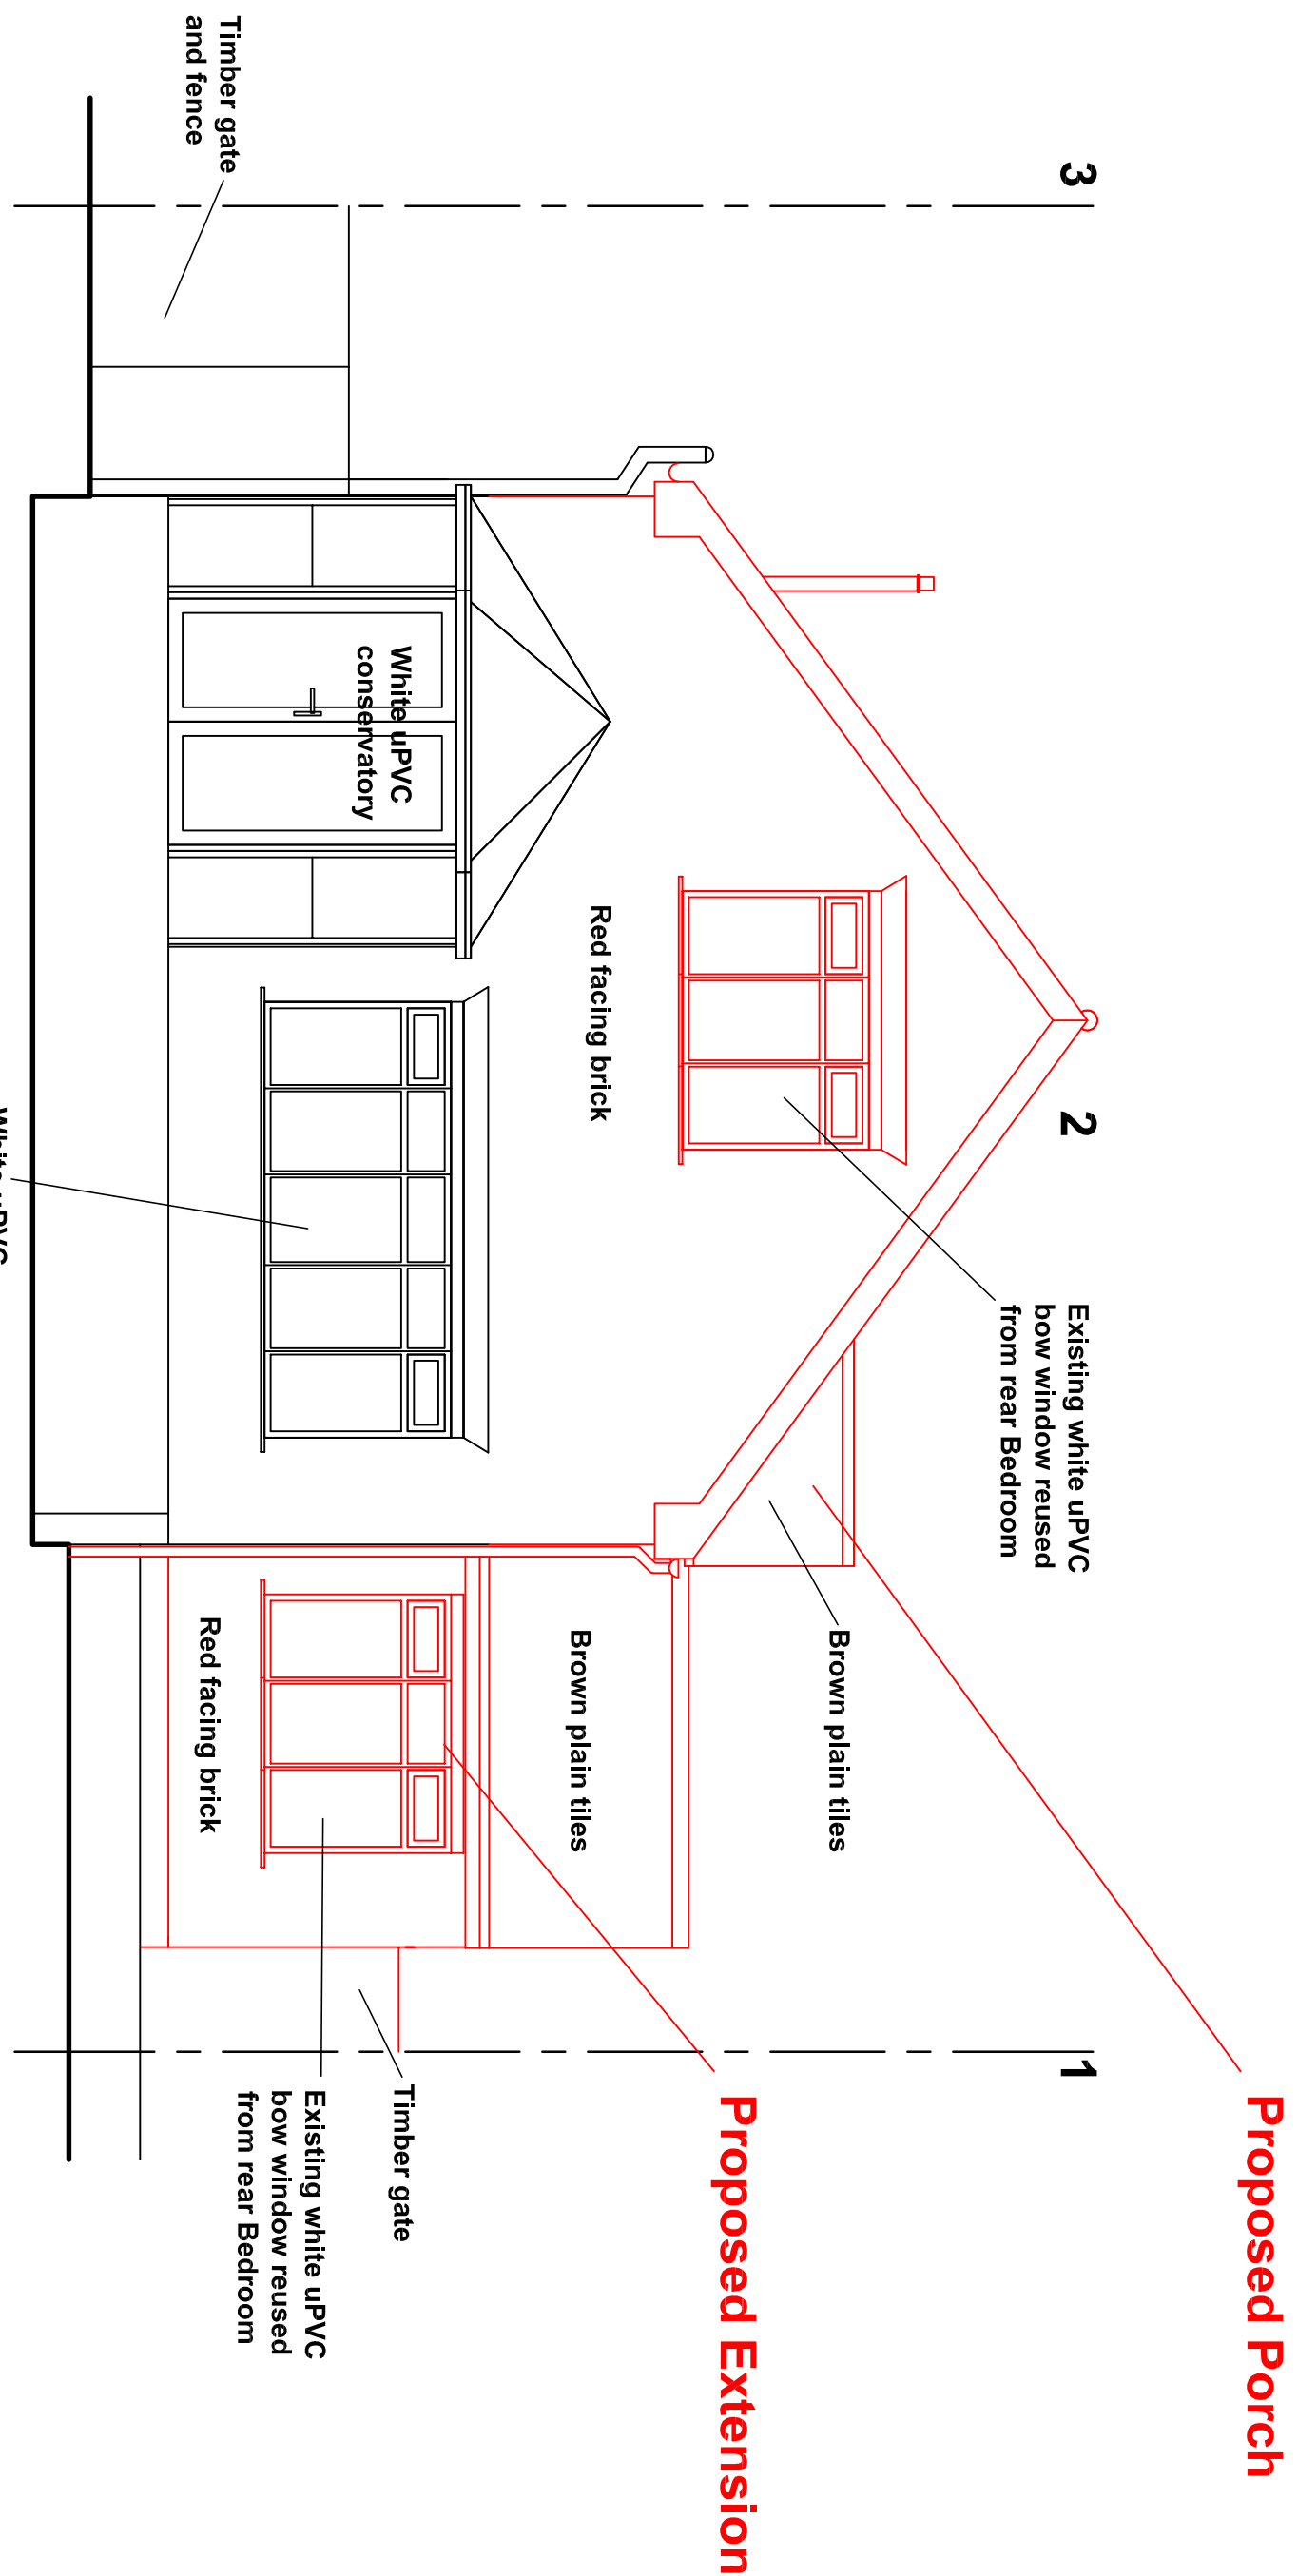 Proposed Porch
3
2
1
Existing white uPVC
bow window reused
from rear Bedroom
Brown plain tiles
Proposed Extension
Red facing brick
Brown plain tiles
White uPVC
conservatory
Timber gate
Existing white uPVC
bow window reused
from rear Bedroom
Timber gate
and fence
Red facing brick
White uPVC